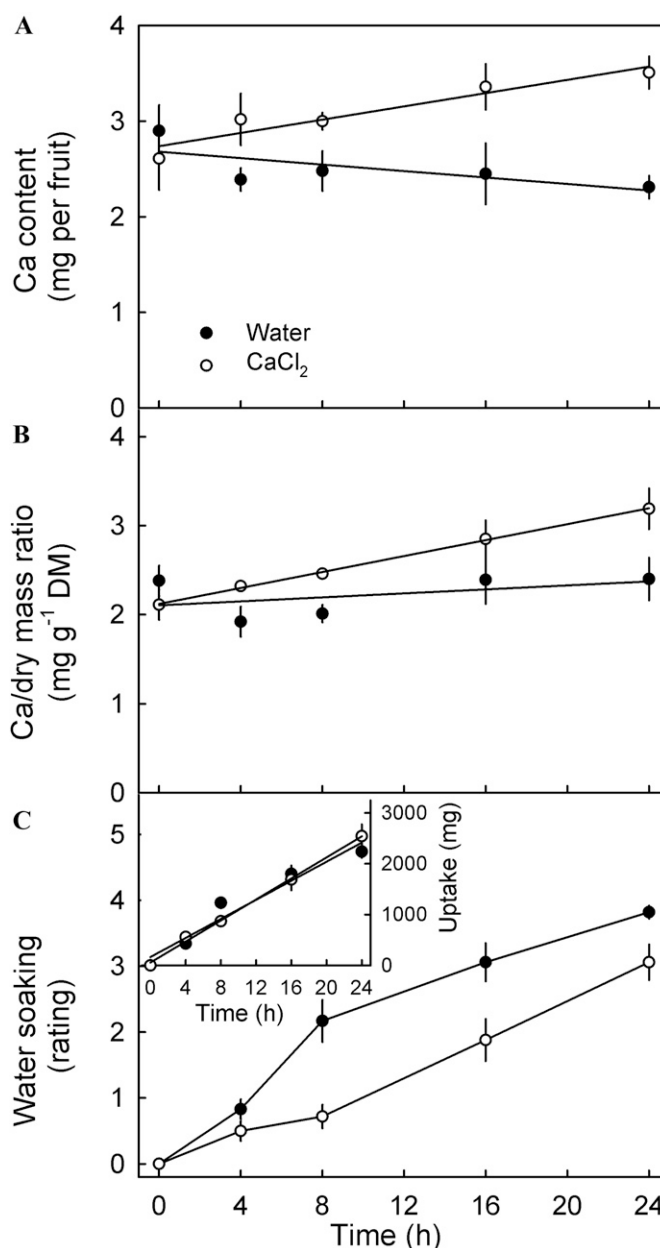 A
4
3
2
1
0
Ca content
(mg per fruit)
Water
CaCl₂
B
4
3
2
1
0
Ca/dry mass ratio
(mg g⁻¹ DM)
C
5
4
3
2
1
0
Water soaking
(rating)
3000
2000
1000
0
Uptake (mg)
0 4 8 12 16 20 24
Time (h)
0 4 8 12 16 20 24
Time (h)